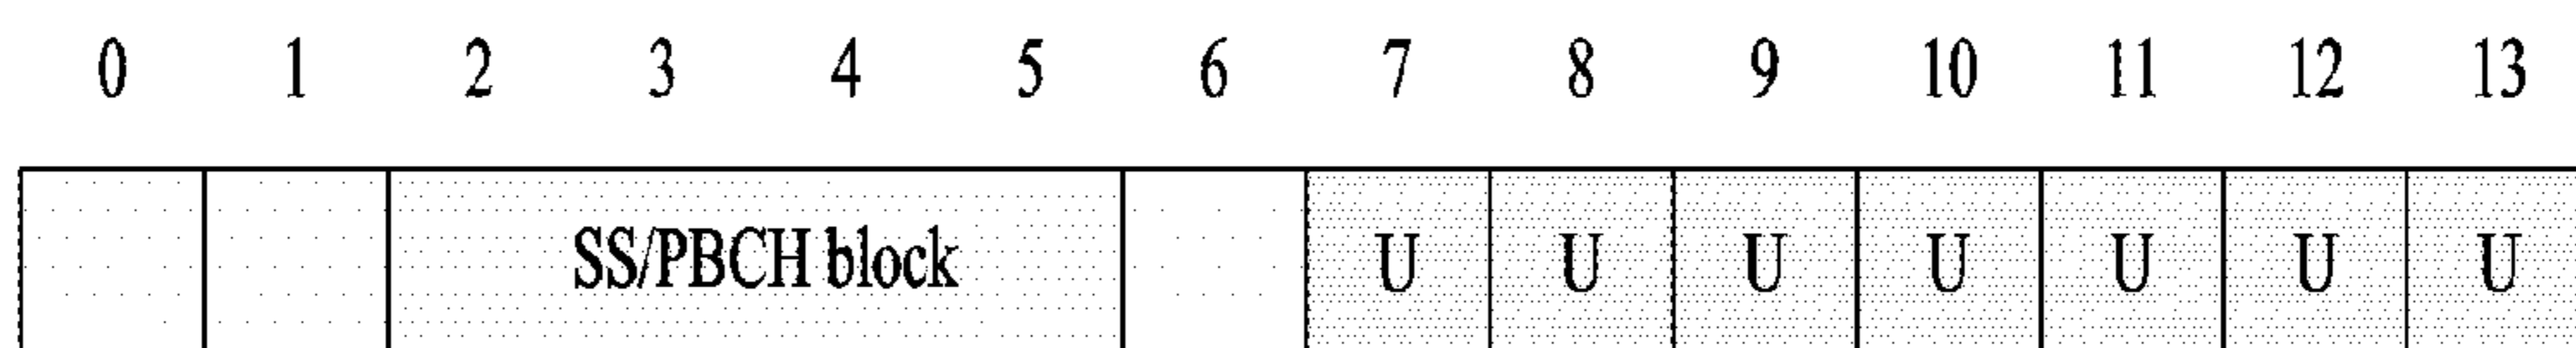 0 1 2 3 4 5 6 7 8 9 10 11 12 13
SS/PBCH block U U U U U U U